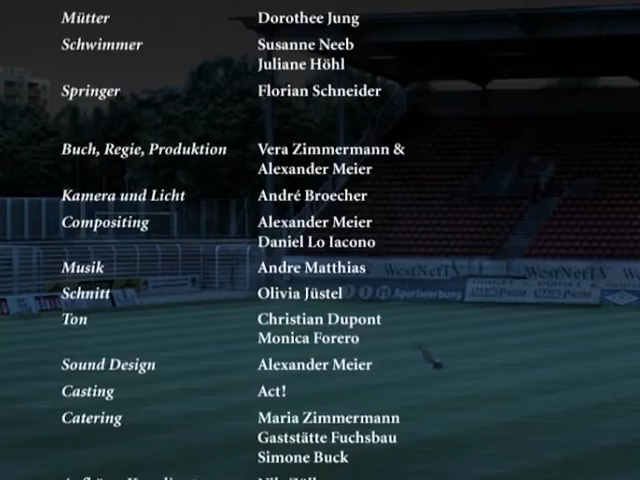 Mütter Dorothee Jung
Schwimmer Susanne Neeb
Juliane Höhl
Springer Florian Schneider
Buch, Regie, Produktion Vera Zimmermann &
Alexander Meier
Kamera und Licht André Broecher
Compositing Alexander Meier
Daniel Lo Iacono
Musik Andre Matthias
WestNetTA WestNetTA W
Schnitt Olivia Jüstel
Sportwerbung
Ton Christian Dupont
Monica Forero
Sound Design Alexander Meier
Casting Act!
Catering Maria Zimmermann
Gaststätte Fuchsbau
Simone Buck